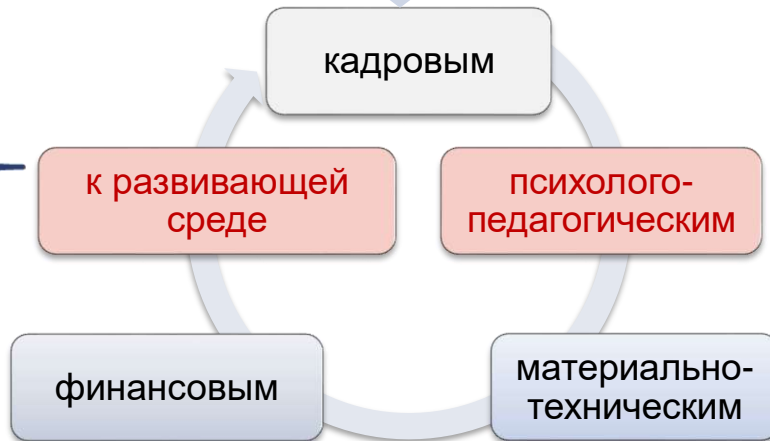 кадровым
к развивающей
среде
психолого-
педагогическим
финансовым
материально-
техническим